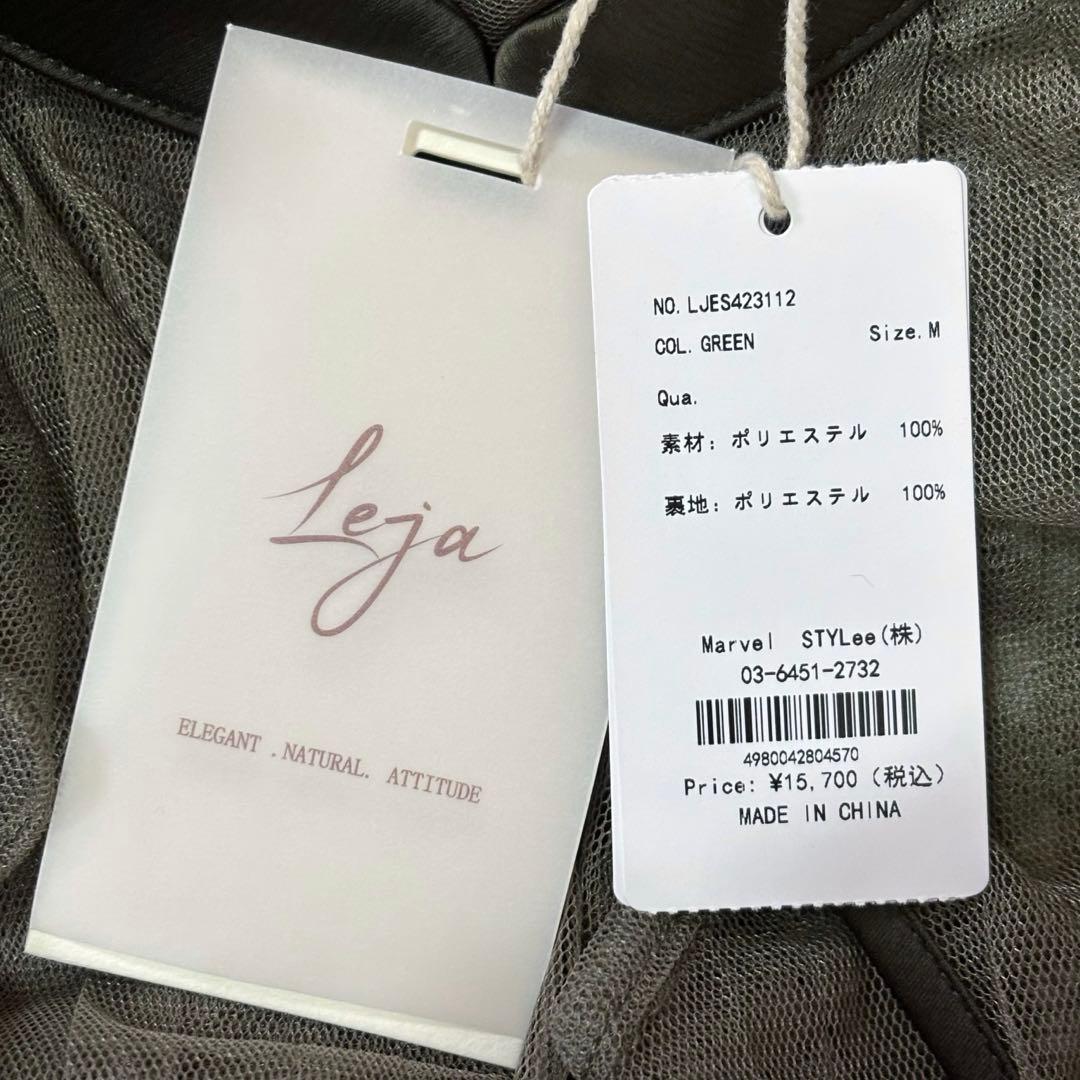 Leja
ELEGANT . NATURAL. ATTITUDE
NO. LJES423112
COL. GREEN Size. M
Qua.
素材: ポリエステル 100%
裏地: ポリエステル 100%
Marvel STYLee(株)
03-6451-2732
4980042804570
Price: ¥15,700 (税込)
MADE IN CHINA